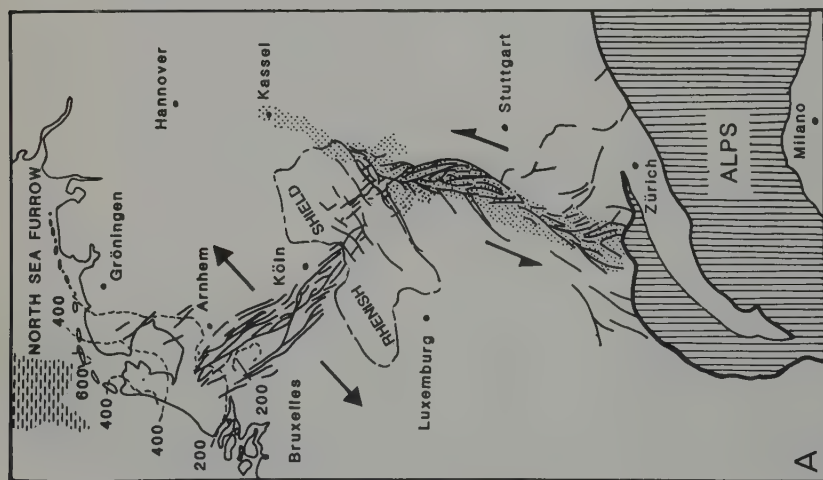 NORTH SEA FURROW
400
600
400
400
200
200
Gröningen
Arnhem
Hannover
Kassel
Köln
Bruxelles
RHENISH
SHIELD
Luxemburg
Stuttgart
Zürich
ALPS
Milano
A